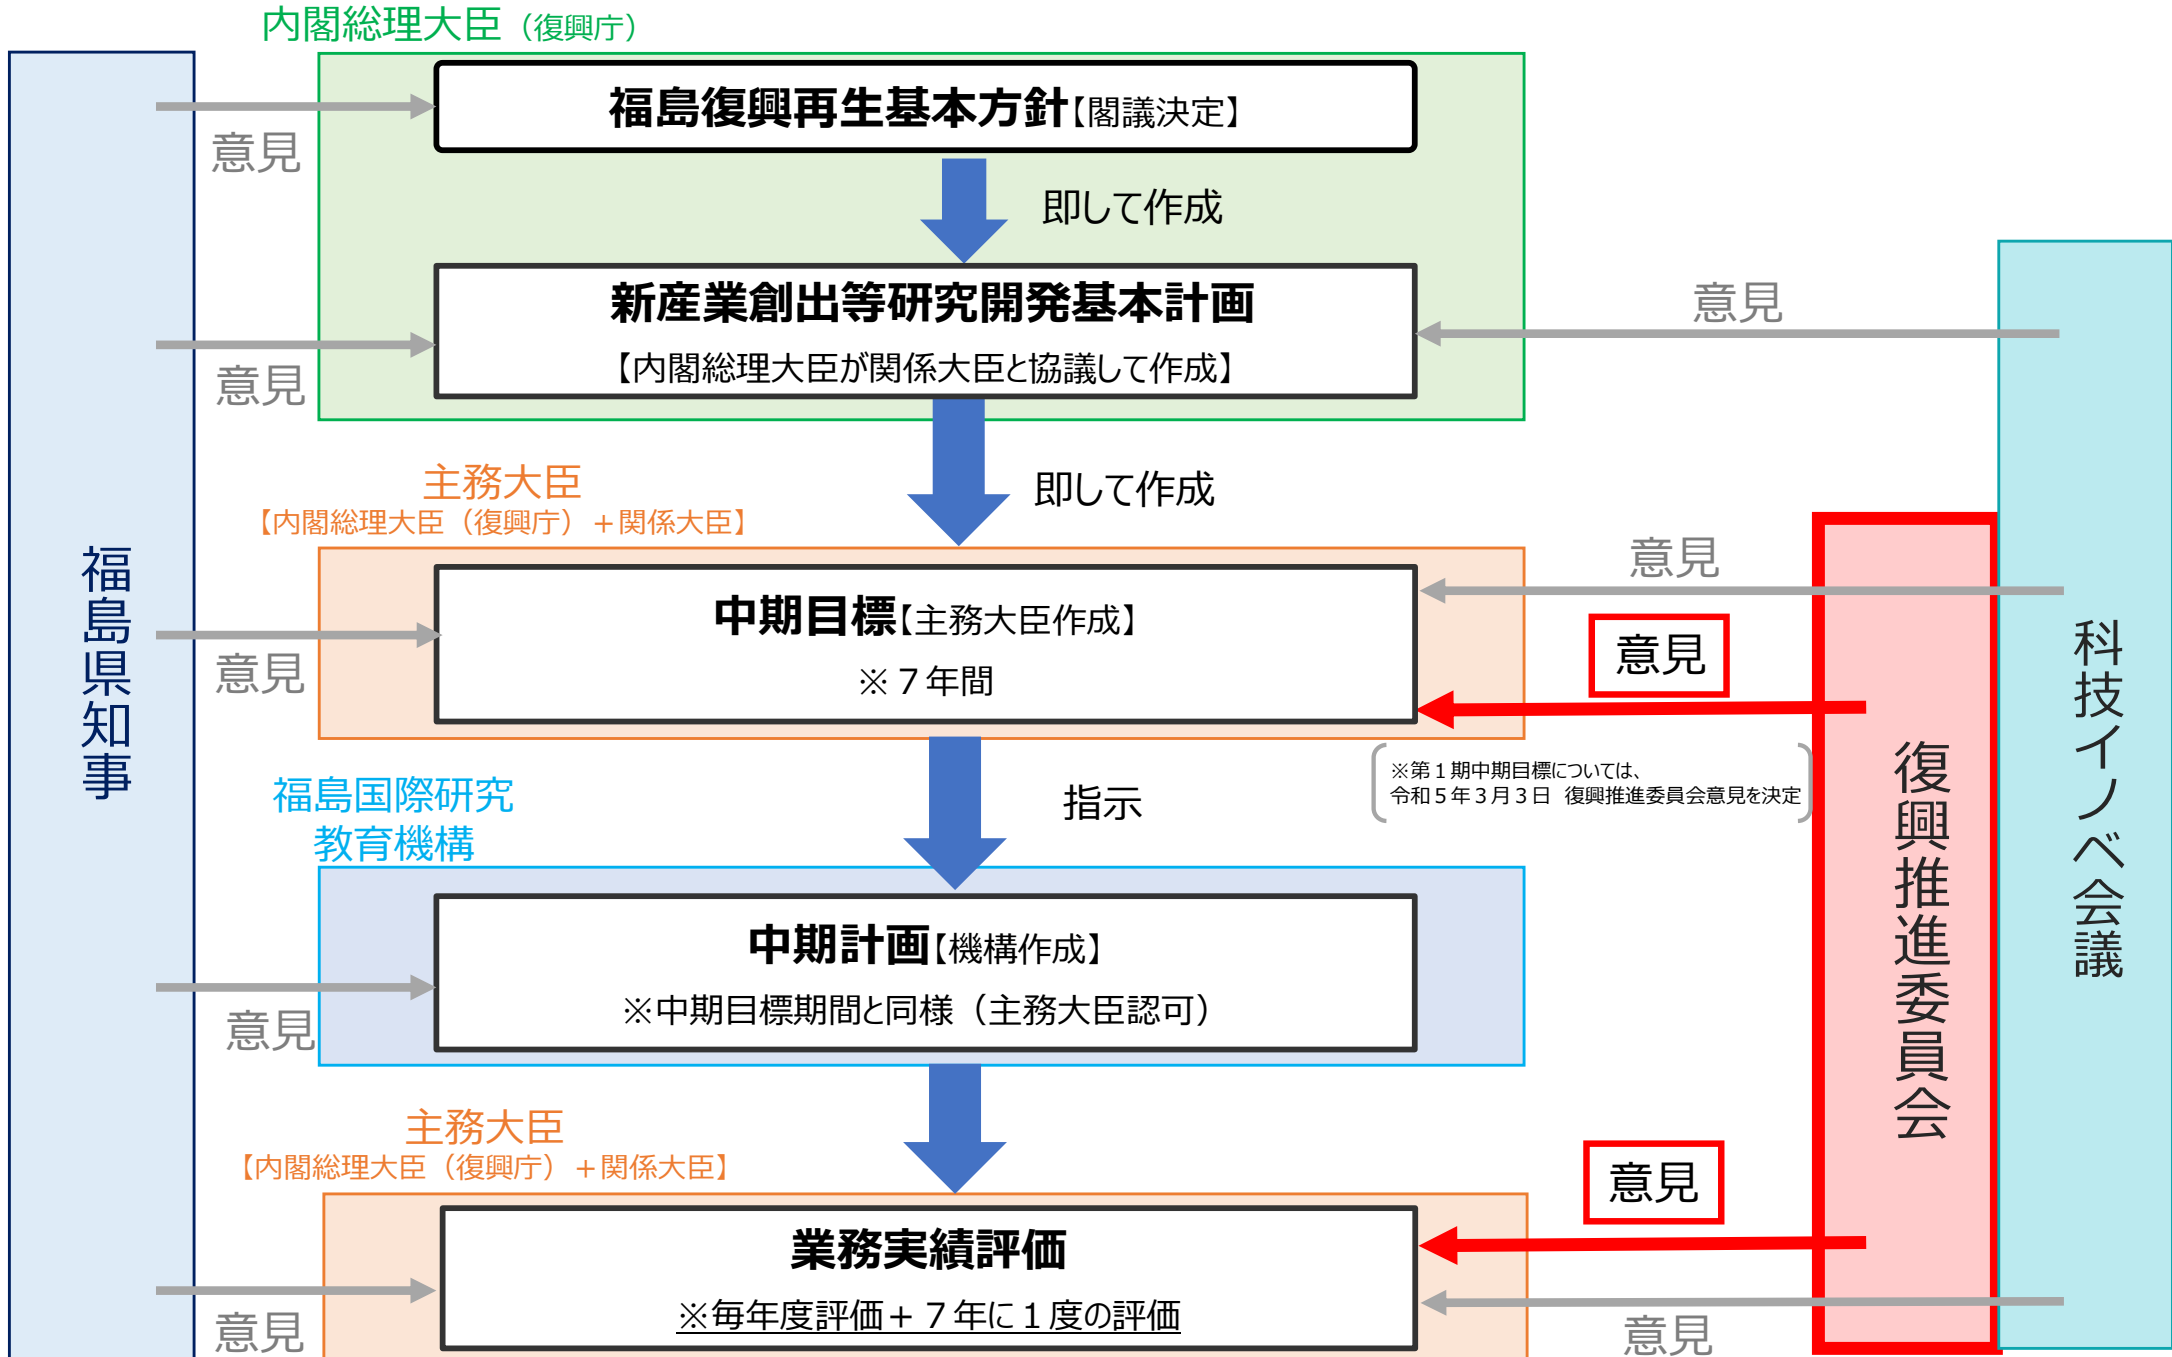 内閣総理大臣（復興庁）
福島復興再生基本方針【閣議決定】
意見
即して作成
新産業創出等研究開発基本計画
【内閣総理大臣が関係大臣と協議して作成】
意見
意見
主務大臣
【内閣総理大臣（復興庁）＋関係大臣】
即して作成
中期目標【主務大臣作成】
※７年間
意見
意見
意見
※第１期中期目標については、
令和５年３月３日 復興推進委員会意見を決定
福島国際研究
教育機構
指示
中期計画【機構作成】
※中期目標期間と同様（主務大臣認可）
意見
主務大臣
【内閣総理大臣（復興庁）＋関係大臣】
業務実績評価
※毎年度評価＋７年に１度の評価
意見
意見
意見
福島県知事
復興推進委員会
科技イノベ会議